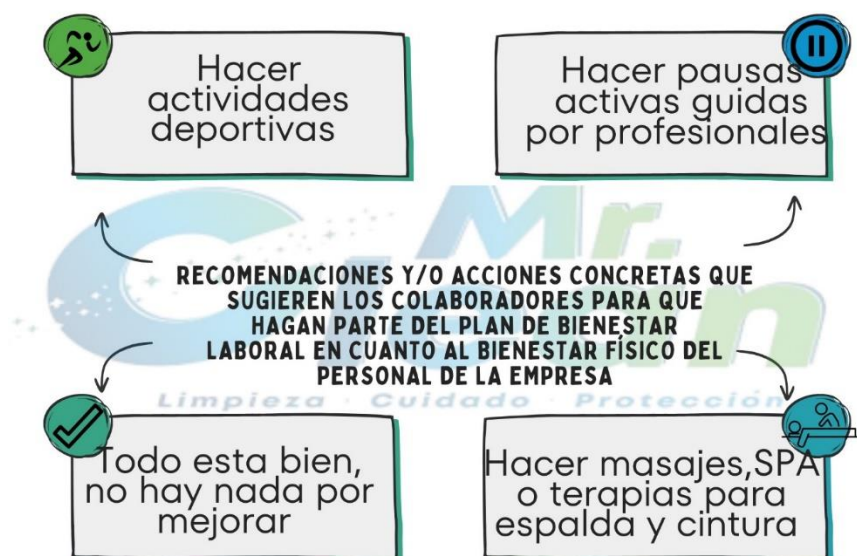 Hacer
actividades
deportivas
Hacer pausas
activas guidas
por profesionales
Mr.
Clean
RECOMENDACIONES Y/O ACCIONES CONCRETAS QUE
SUGIEREN LOS COLABORADORES PARA QUE
HAGAN PARTE DEL PLAN DE BIENESTAR
LABORAL EN CUANTO AL BIENESTAR FÍSICO DEL
PERSONAL DE LA EMPRESA
Limpieza · Cuidado · Protección
Todo esta bien,
no hay nada por
mejorar
Hacer masajes,SPA
o terapias para
espalda y cintura